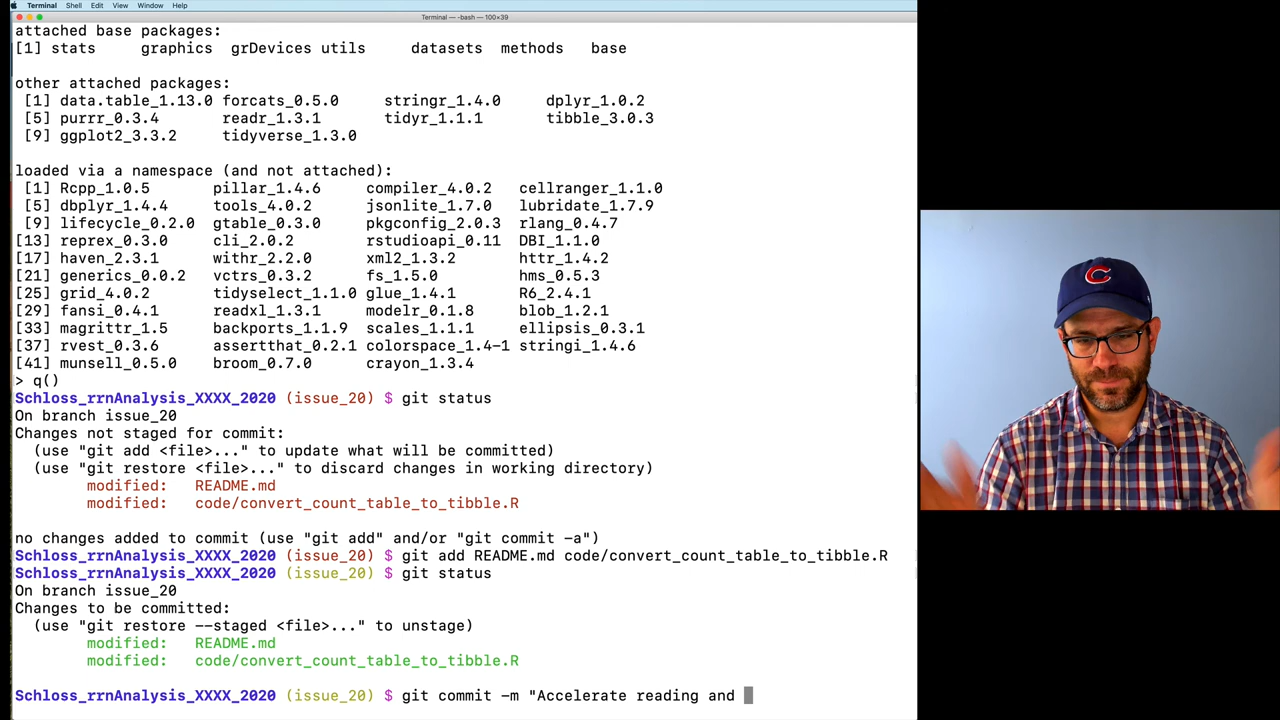 Terminal Shell Edit View Window Help
Terminal — -bash — 100×39
attached base packages:
[1] stats graphics grDevices utils datasets methods base
other attached packages:
[1] data.table_1.13.0 forcats_0.5.0 stringr_1.4.0 dplyr_1.0.2
[5] purrr_0.3.4 readr_1.3.1 tidyr_1.1.1 tibble_3.0.3
[9] ggplot2_3.3.2 tidyverse_1.3.0
loaded via a namespace (and not attached):
[1] Rcpp_1.0.5 pillar_1.4.6 compiler_4.0.2 cellranger_1.1.0
[5] dbplyr_1.4.4 tools_4.0.2 jsonlite_1.7.0 lubridate_1.7.9
[9] lifecycle_0.2.0 gtable_0.3.0 pkgconfig_2.0.3 rlang_0.4.7
[13] reprex_0.3.0 cli_2.0.2 rstudioapi_0.11 DBI_1.1.0
[17] haven_2.3.1 withr_2.2.0 xml2_1.3.2 httr_1.4.2
[21] generics_0.0.2 vctrs_0.3.2 fs_1.5.0 hms_0.5.3
[25] grid_4.0.2 tidyselect_1.1.0 glue_1.4.1 R6_2.4.1
[29] fansi_0.4.1 readxl_1.3.1 modelr_0.1.8 blob_1.2.1
[33] magrittr_1.5 backports_1.1.9 scales_1.1.1 ellipsis_0.3.1
[37] rvest_0.3.6 assertthat_0.2.1 colorspace_1.4-1 stringi_1.4.6
[41] munsell_0.5.0 broom_0.7.0 crayon_1.3.4
> q()
Schloss_rrnAnalysis_XXXX_2020 (issue_20) $ git status
On branch issue_20
Changes not staged for commit:
(use "git add <file>..." to update what will be committed)
(use "git restore <file>..." to discard changes in working directory)
modified: README.md
modified: code/convert_count_table_to_tibble.R
no changes added to commit (use "git add" and/or "git commit -a")
Schloss_rrnAnalysis_XXXX_2020 (issue_20) $ git add README.md code/convert_count_table_to_tibble.R
Schloss_rrnAnalysis_XXXX_2020 (issue_20) $ git status
On branch issue_20
Changes to be committed:
(use "git restore --staged <file>..." to unstage)
modified: README.md
modified: code/convert_count_table_to_tibble.R
Schloss_rrnAnalysis_XXXX_2020 (issue_20) $ git commit -m "Accelerate reading and
C